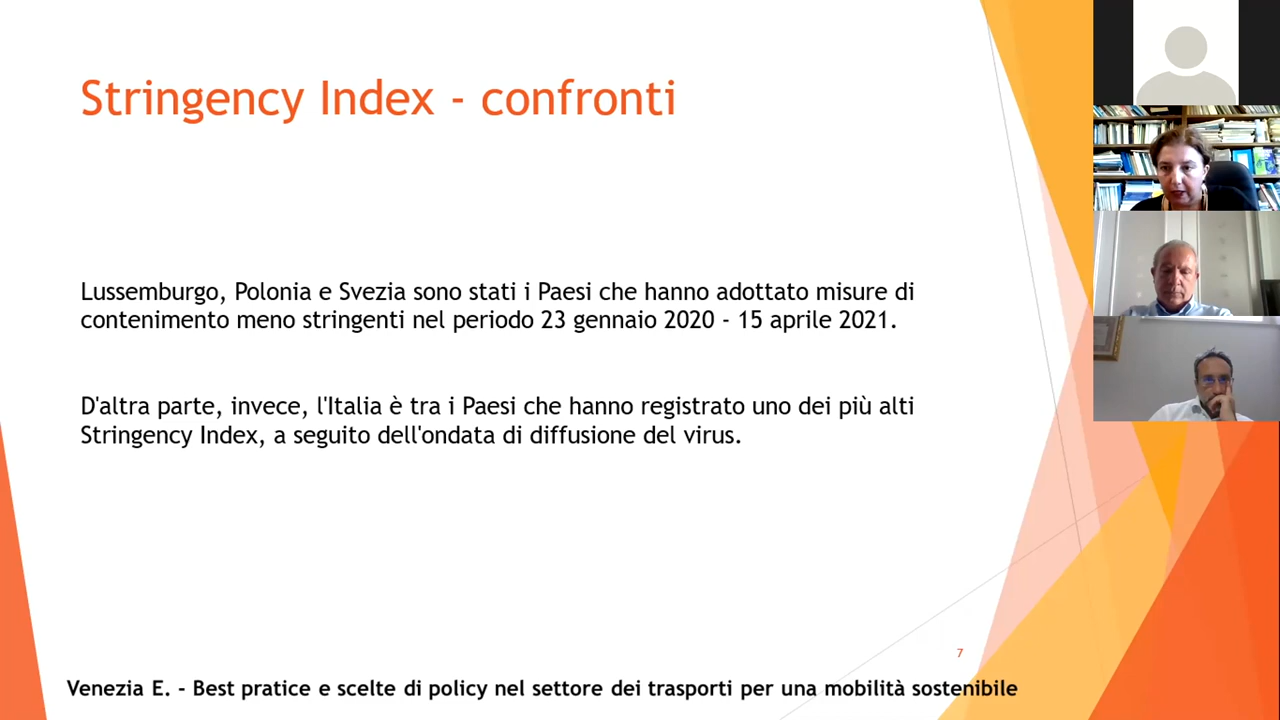 Stringency Index - confronti
Lussemburgo, Polonia e Svezia sono stati i Paesi che hanno adottato misure di
contenimento meno stringenti nel periodo 23 gennaio 2020 - 15 aprile 2021.
D'altra parte, invece, l'Italia è tra i Paesi che hanno registrato uno dei più alti
Stringency Index, a seguito dell'ondata di diffusione del virus.
7
Venezia E. - Best pratice e scelte di policy nel settore dei trasporti per una mobilità sostenibile